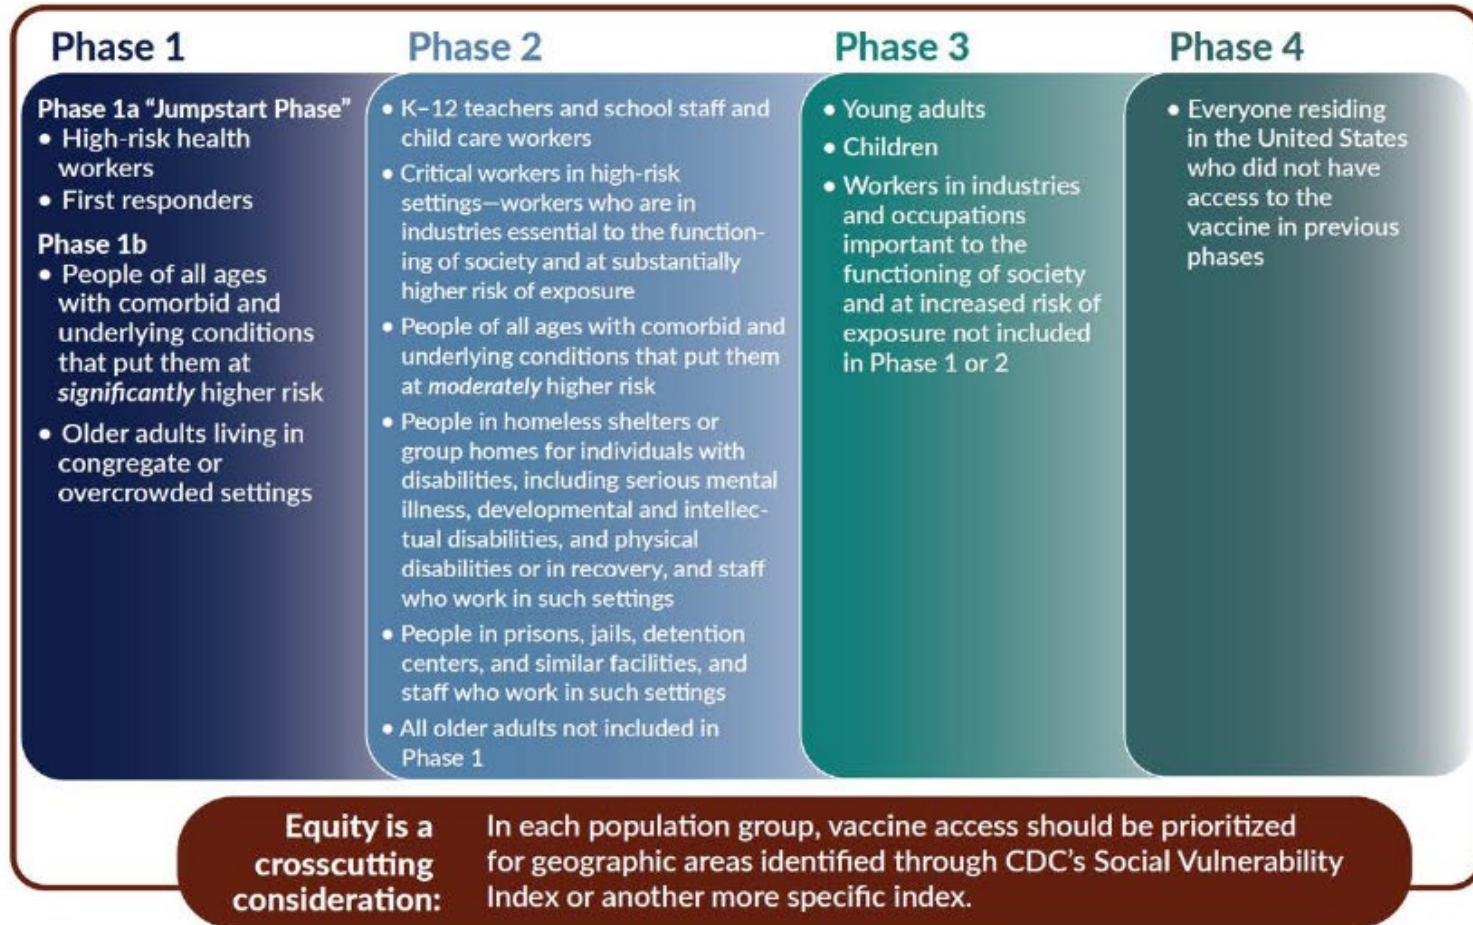 Phase 1
Phase 1a “Jumpstart Phase”
• High-risk health
workers
• First responders
Phase 1b
• People of all ages
with comorbid and
underlying conditions
that put them at
significantly higher risk
• Older adults living in
congregate or
overcrowded settings
Phase 2
• K–12 teachers and school staff and
child care workers
• Critical workers in high-risk
settings—workers who are in
industries essential to the function-
ing of society and at substantially
higher risk of exposure
• People of all ages with comorbid and
underlying conditions that put them
at moderately higher risk
• People in homeless shelters or
group homes for individuals with
disabilities, including serious mental
illness, developmental and intellec-
tual disabilities, and physical
disabilities or in recovery, and staff
who work in such settings
• People in prisons, jails, detention
centers, and similar facilities, and
staff who work in such settings
• All older adults not included in
Phase 1
Phase 3
• Young adults
• Children
• Workers in industries
and occupations
important to the
functioning of society
and at increased risk of
exposure not included
in Phase 1 or 2
Phase 4
• Everyone residing
in the United States
who did not have
access to the
vaccine in previous
phases
Equity is a
crosscutting
consideration:
In each population group, vaccine access should be prioritized
for geographic areas identified through CDC’s Social Vulnerability
Index or another more specific index.